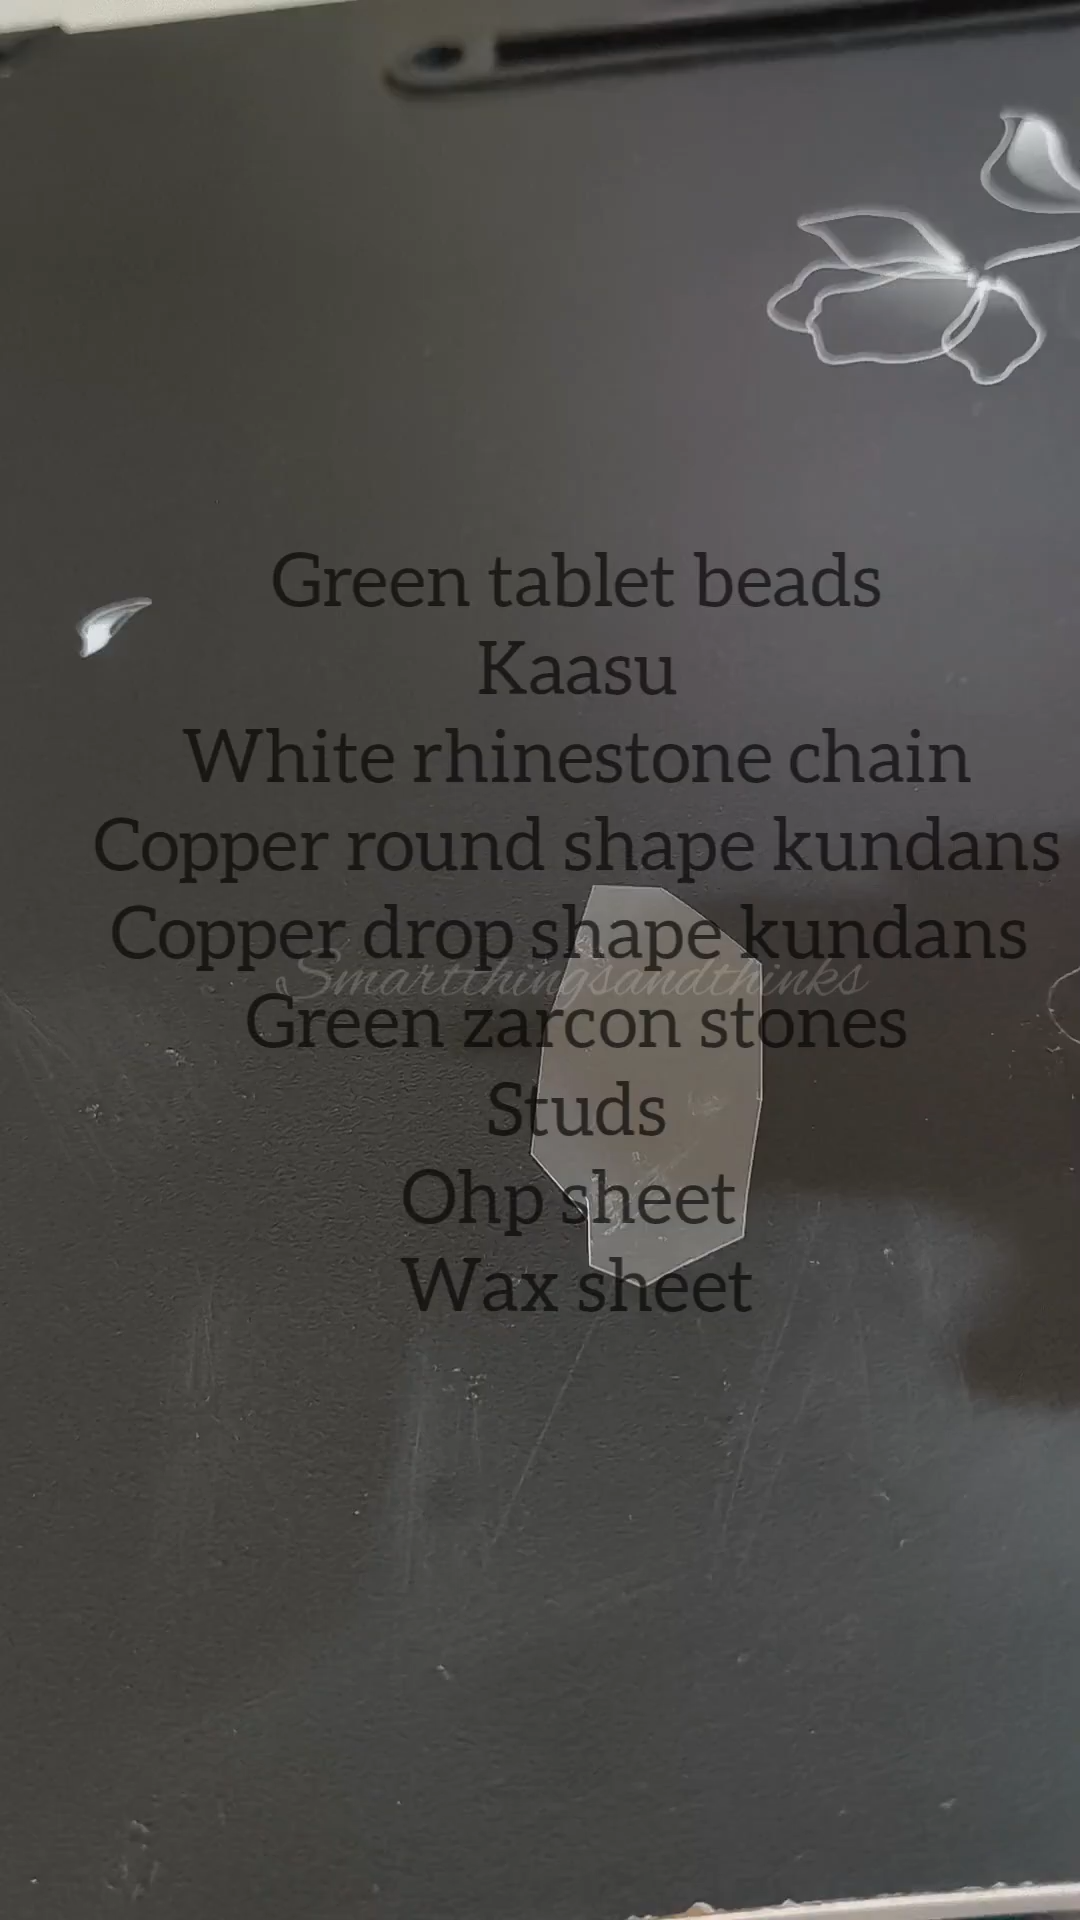 Green tablet beads
Kaasu
White rhinestone chain
Copper round shape kundans
Copper drop shape kundans
Smartthingsandthinks
Green zarcon stones
Studs
Ohp sheet
Wax sheet